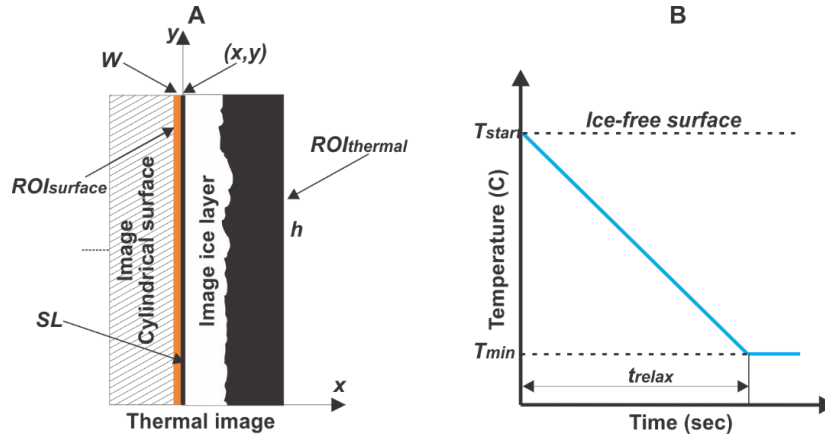 A
y
W
(x,y)
ROIsurface
ROIthermal
Image
Cylindrical surface
Image ice layer
h
SL
x
Thermal image
B
Tstart
Ice-free surface
Temperature (C)
Tmin
trelax
Time (sec)